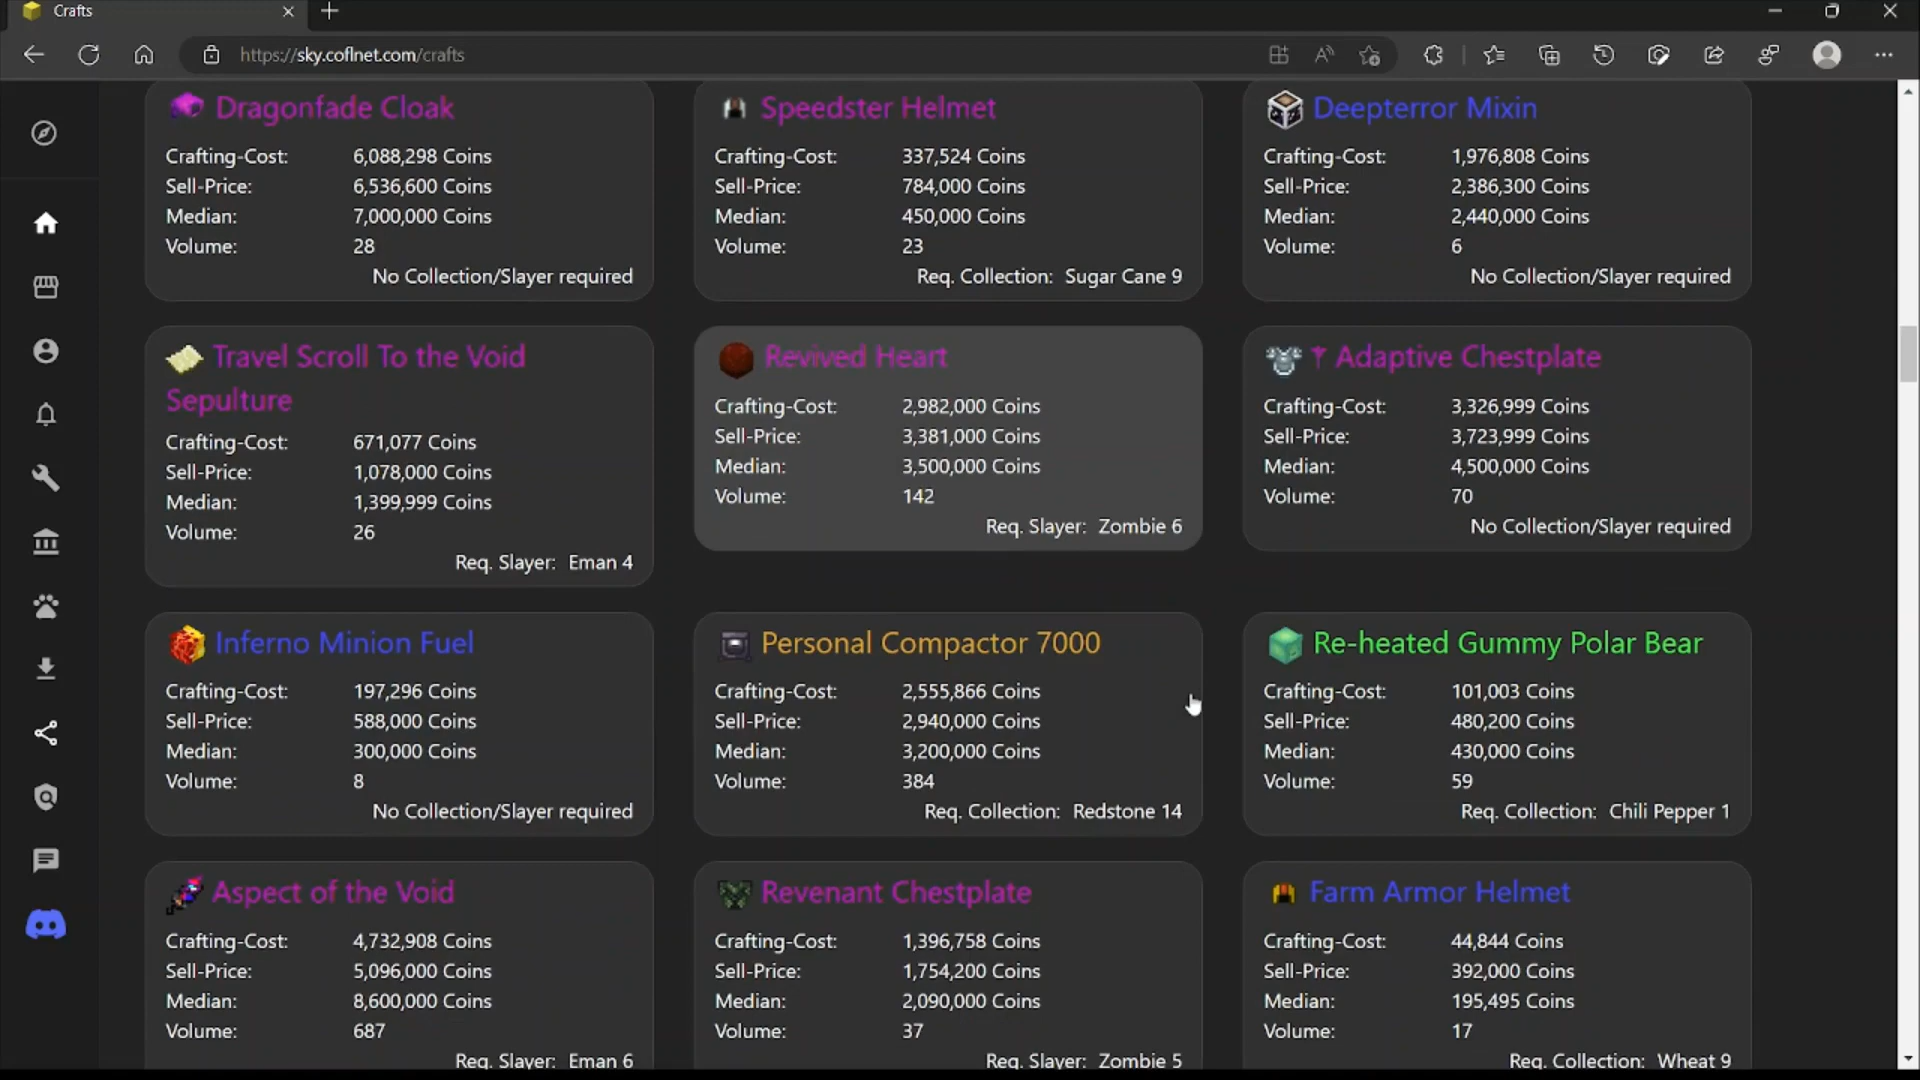 Crafts
https://sky.coflnet.com/crafts
Dragonfade Cloak
Crafting-Cost: 6,088,298 Coins
Sell-Price: 6,536,600 Coins
Median: 7,000,000 Coins
Volume: 28
No Collection/Slayer required
Speedster Helmet
Crafting-Cost: 337,524 Coins
Sell-Price: 784,000 Coins
Median: 450,000 Coins
Volume: 23
Req. Collection: Sugar Cane 9
Deepterror Mixin
Crafting-Cost: 1,976,808 Coins
Sell-Price: 2,386,300 Coins
Median: 2,440,000 Coins
Volume: 6
No Collection/Slayer required
Travel Scroll To the Void
Sepulture
Crafting-Cost: 671,077 Coins
Sell-Price: 1,078,000 Coins
Median: 1,399,999 Coins
Volume: 26
Req. Slayer: Eman 4
Revived Heart
Crafting-Cost: 2,982,000 Coins
Sell-Price: 3,381,000 Coins
Median: 3,500,000 Coins
Volume: 142
Req. Slayer: Zombie 6
Adaptive Chestplate
Crafting-Cost: 3,326,999 Coins
Sell-Price: 3,723,999 Coins
Median: 4,500,000 Coins
Volume: 70
No Collection/Slayer required
Inferno Minion Fuel
Crafting-Cost: 197,296 Coins
Sell-Price: 588,000 Coins
Median: 300,000 Coins
Volume: 8
No Collection/Slayer required
Personal Compactor 7000
Crafting-Cost: 2,555,866 Coins
Sell-Price: 2,940,000 Coins
Median: 3,200,000 Coins
Volume: 384
Req. Collection: Redstone 14
Re-heated Gummy Polar Bear
Crafting-Cost: 101,003 Coins
Sell-Price: 480,200 Coins
Median: 430,000 Coins
Volume: 59
Req. Collection: Chili Pepper 1
Aspect of the Void
Crafting-Cost: 4,732,908 Coins
Sell-Price: 5,096,000 Coins
Median: 8,600,000 Coins
Volume: 687
Req. Slayer: Eman 6
Revenant Chestplate
Crafting-Cost: 1,396,758 Coins
Sell-Price: 1,754,200 Coins
Median: 2,090,000 Coins
Volume: 37
Req. Slayer: Zombie 5
Farm Armor Helmet
Crafting-Cost: 44,844 Coins
Sell-Price: 392,000 Coins
Median: 195,495 Coins
Volume: 17
Req. Collection: Wheat 9